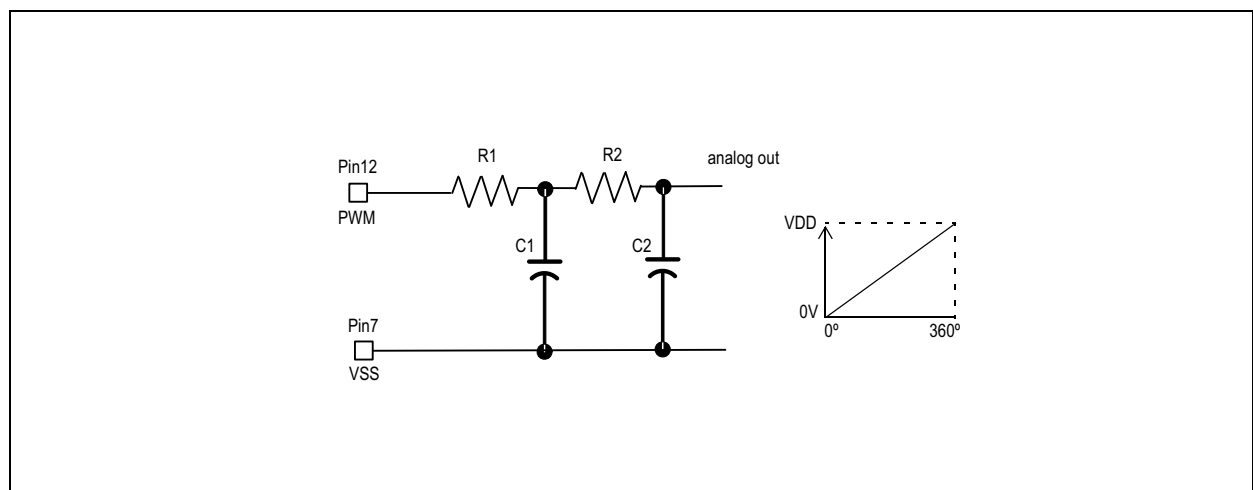 R1
R2
analog out
Pin12
PWM
C1
C2
VDD
0V
0º
360º
Pin7
VSS